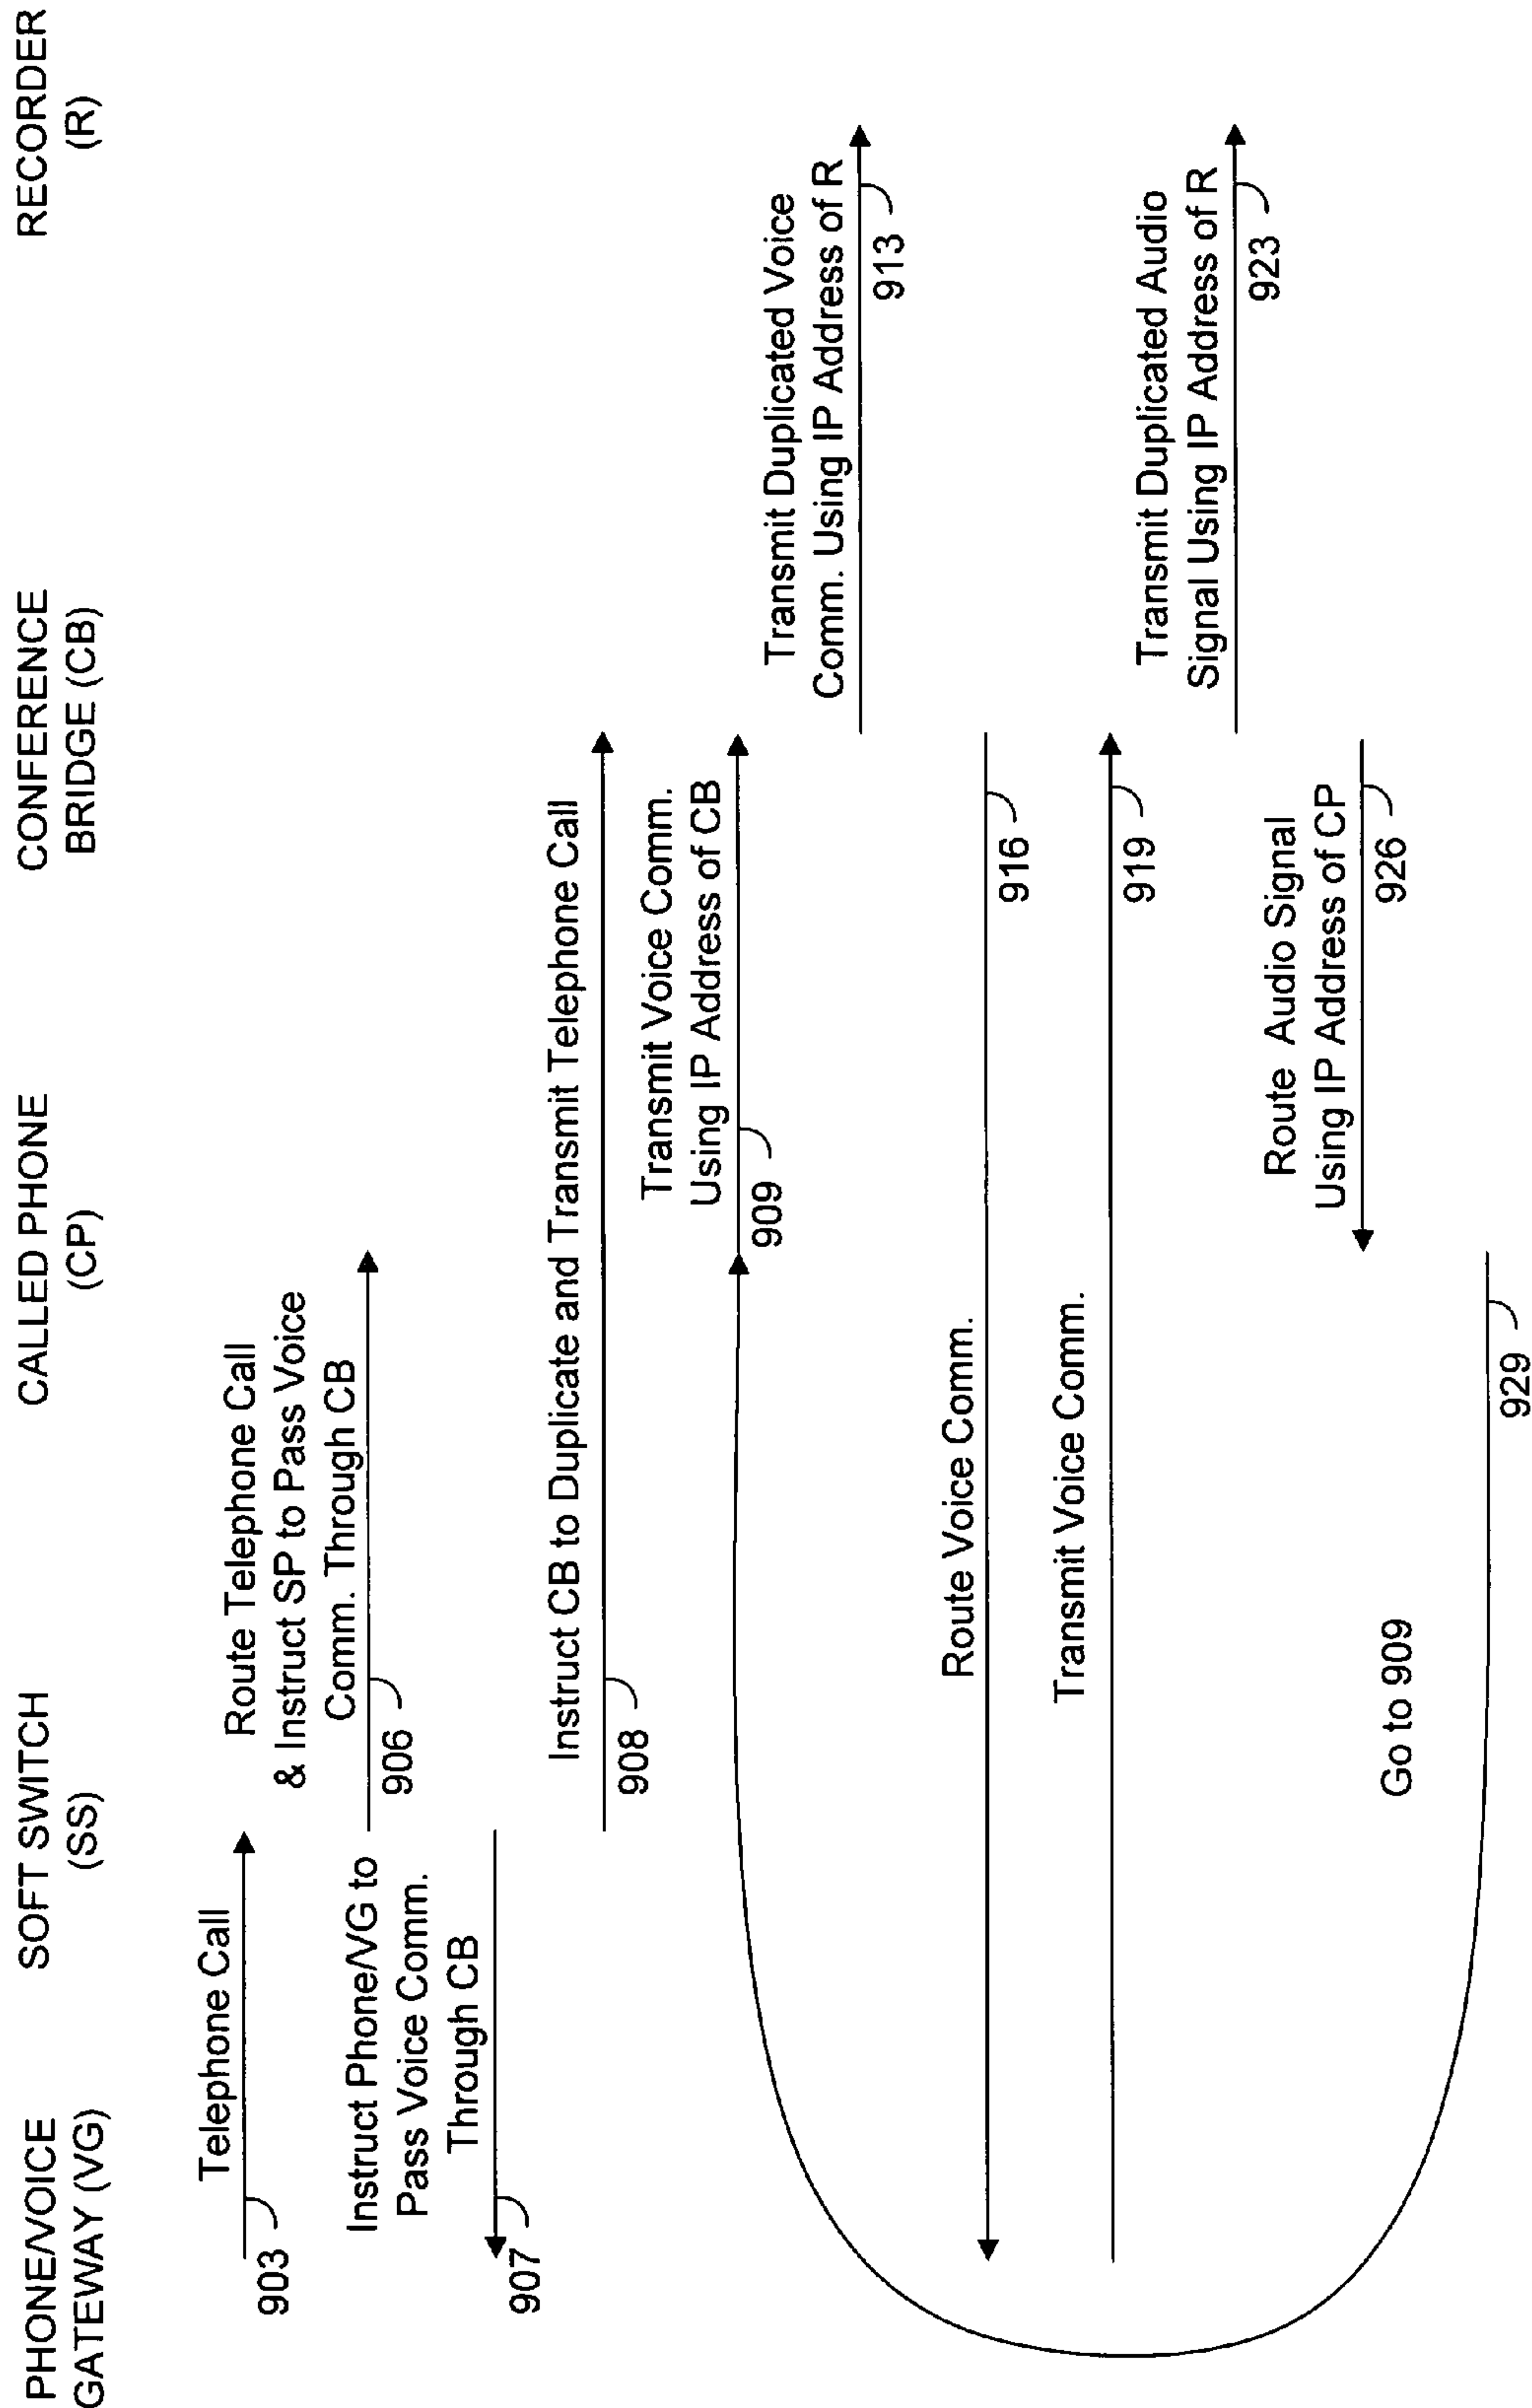 PHONE/VOICE
GATEWAY (VG)
SOFT SWITCH
(SS)
CALLED PHONE
(CP)
CONFERENCE
BRIDGE (CB)
RECORDER
(R)
Telephone Call
903
Route Telephone Call
& Instruct SP to Pass Voice
Comm. Through CB
906
Instruct Phone/VG to
Pass Voice Comm.
Through CB
907
Instruct CB to Duplicate and Transmit Telephone Call
908
Transmit Voice Comm.
Using IP Address of CB
909
Transmit Duplicated Voice
Comm. Using IP Address of R
913
Route Voice Comm.
916
Transmit Voice Comm.
919
Transmit Duplicated Audio
Signal Using IP Address of R
923
Route Audio Signal
Using IP Address of CP
926
Go to 909
929